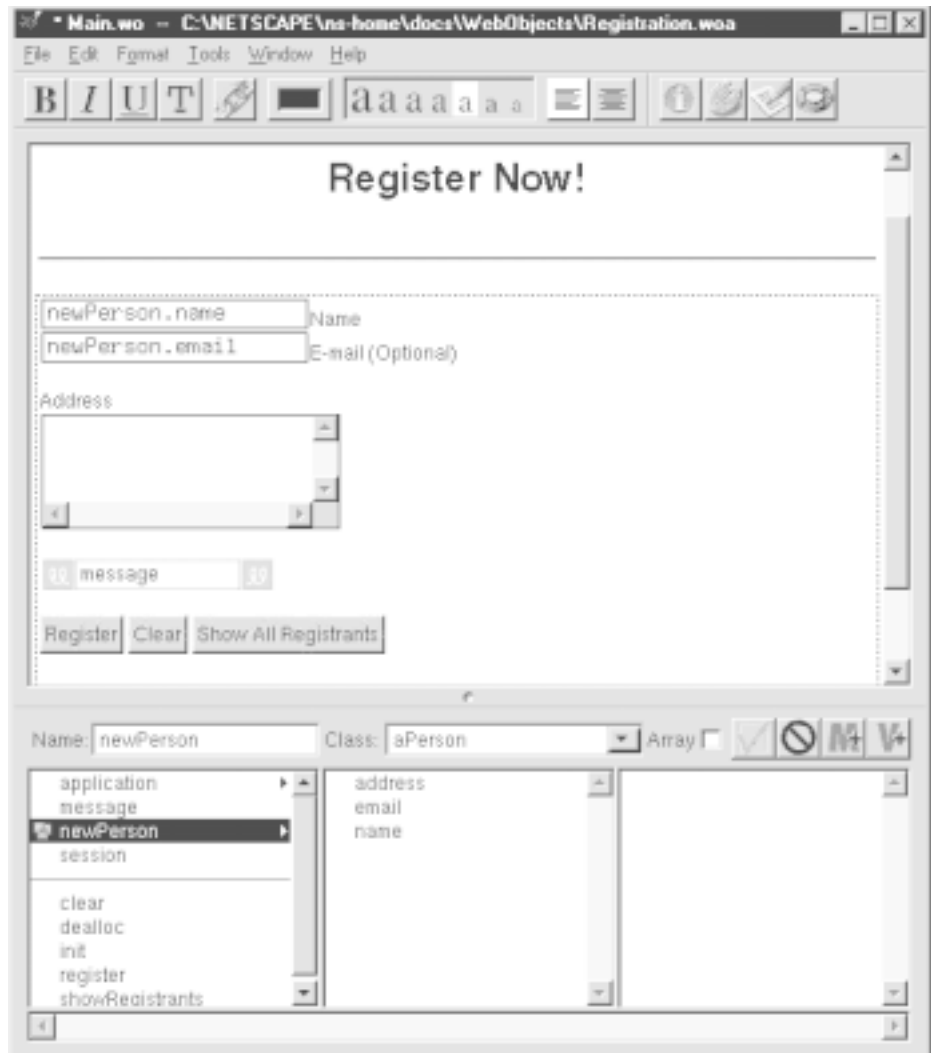 * Main.wo -- C:\NETSCAPE\ns-home\docs\WebObjects\Registration.woa
File Edit Format Tools Window Help
B I U T a a a a a a a
Register Now!
newPerson.name Name
newPerson.email E-mail (Optional)
Address
message
Register Clear Show All Registrants
Name: newPerson Class: aPerson Array M+ V+
application address
message email
newPerson name
session
clear
dealloc
init
register
showRegistrants